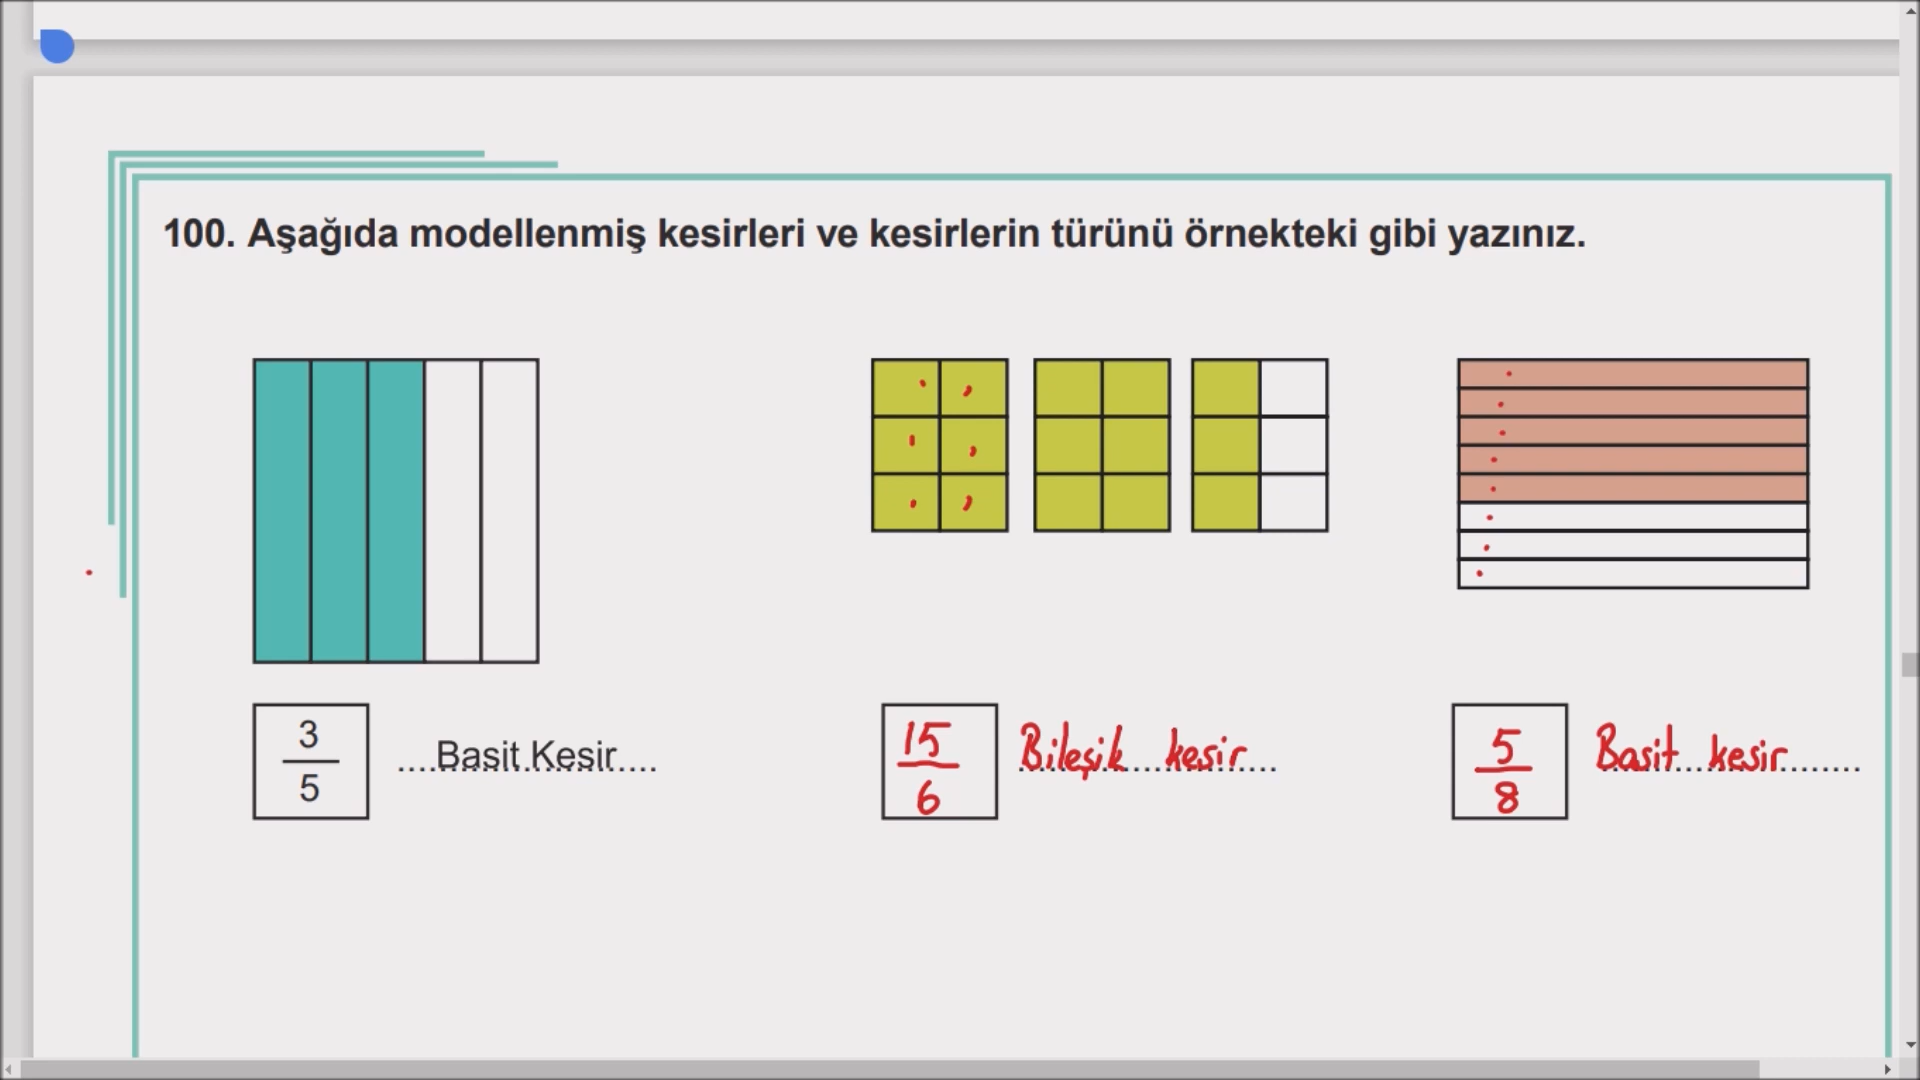 100. Aşağıda modellenmiş kesirleri ve kesirlerin türünü örnekteki gibi yazınız.
3
5
....Basit Kesir....
15
6
Bileşik kesir
5
8
Basit kesir